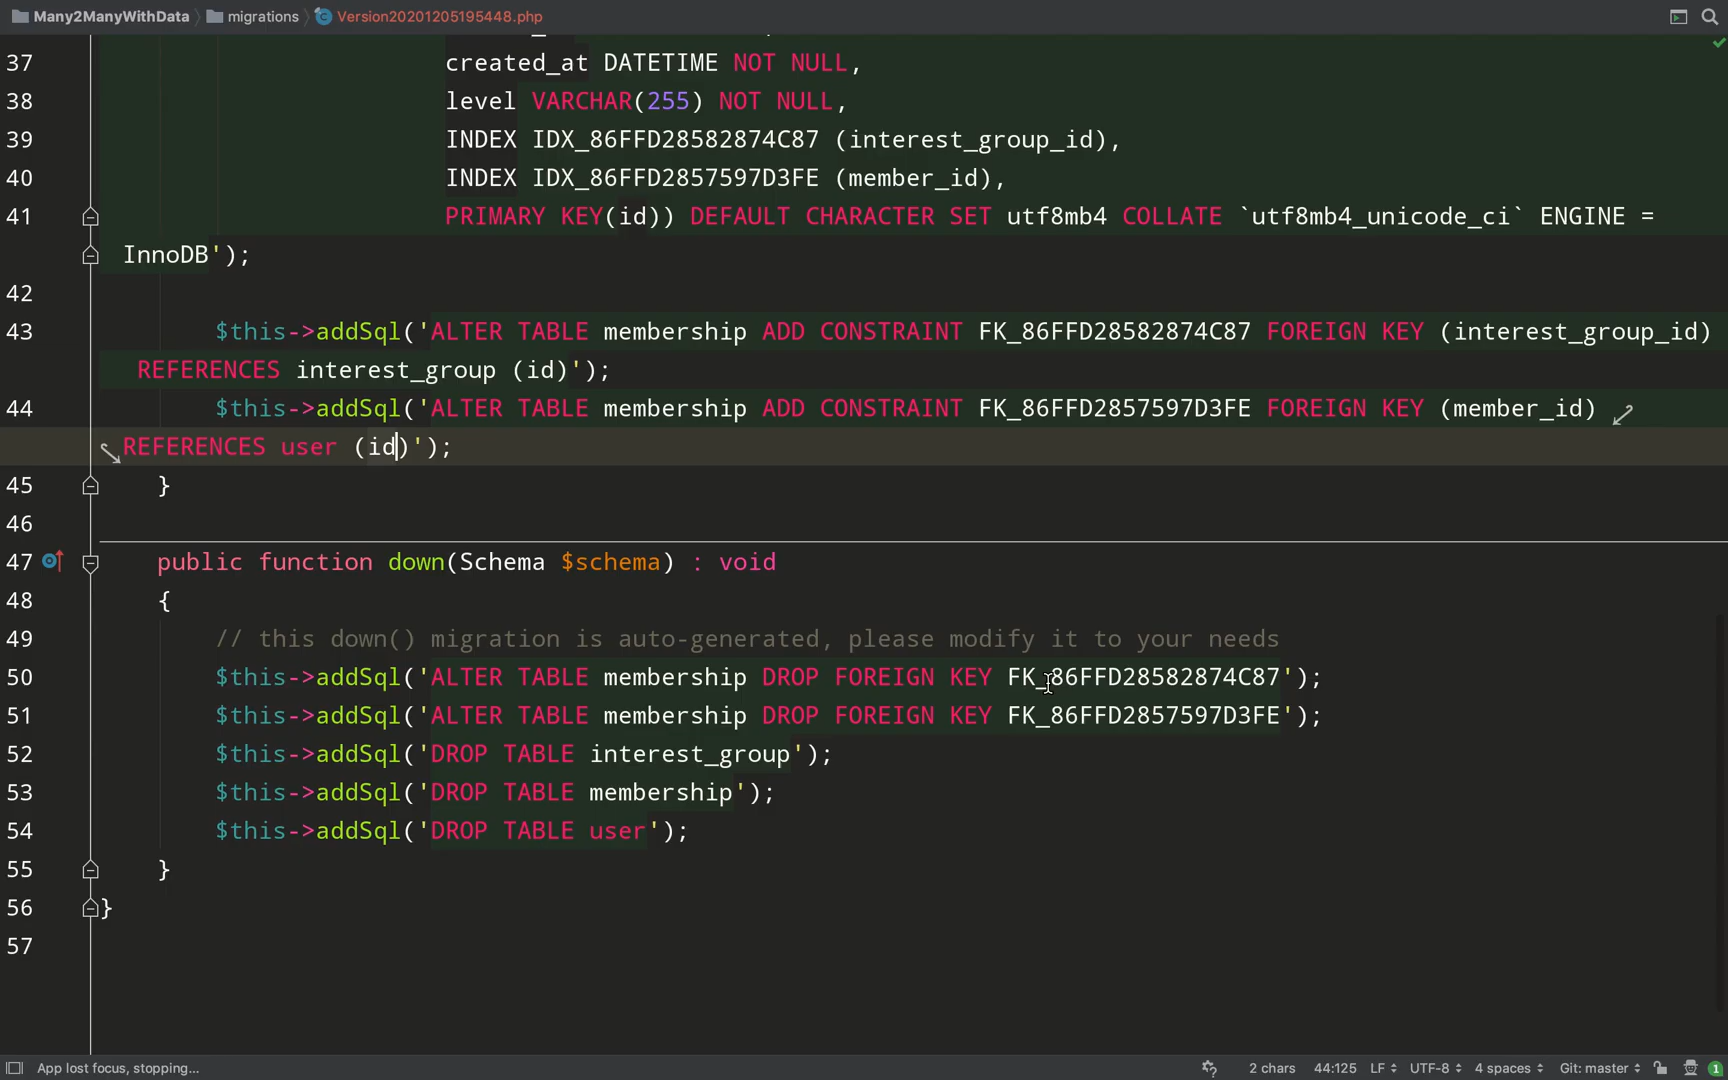 Many2ManyWithData migrations Version20201205195448.php
37 created_at DATETIME NOT NULL,
38 level VARCHAR(255) NOT NULL,
39 INDEX IDX_86FFD28582874C87 (interest_group_id),
40 INDEX IDX_86FFD2857597D3FE (member_id),
41 PRIMARY KEY(id)) DEFAULT CHARACTER SET utf8mb4 COLLATE `utf8mb4_unicode_ci` ENGINE =
InnoDB');
42
43 $this->addSql('ALTER TABLE membership ADD CONSTRAINT FK_86FFD28582874C87 FOREIGN KEY (interest_group_id)
REFERENCES interest_group (id)');
44 $this->addSql('ALTER TABLE membership ADD CONSTRAINT FK_86FFD2857597D3FE FOREIGN KEY (member_id)
REFERENCES user (id)');
45 }
46
47 public function down(Schema $schema) : void
48 {
49 // this down() migration is auto-generated, please modify it to your needs
50 $this->addSql('ALTER TABLE membership DROP FOREIGN KEY FK_86FFD28582874C87');
51 $this->addSql('ALTER TABLE membership DROP FOREIGN KEY FK_86FFD2857597D3FE');
52 $this->addSql('DROP TABLE interest_group');
53 $this->addSql('DROP TABLE membership');
54 $this->addSql('DROP TABLE user');
55 }
56 }
57
App lost focus, stopping... 2 chars 44:125 LF UTF-8 4 spaces Git: master 1